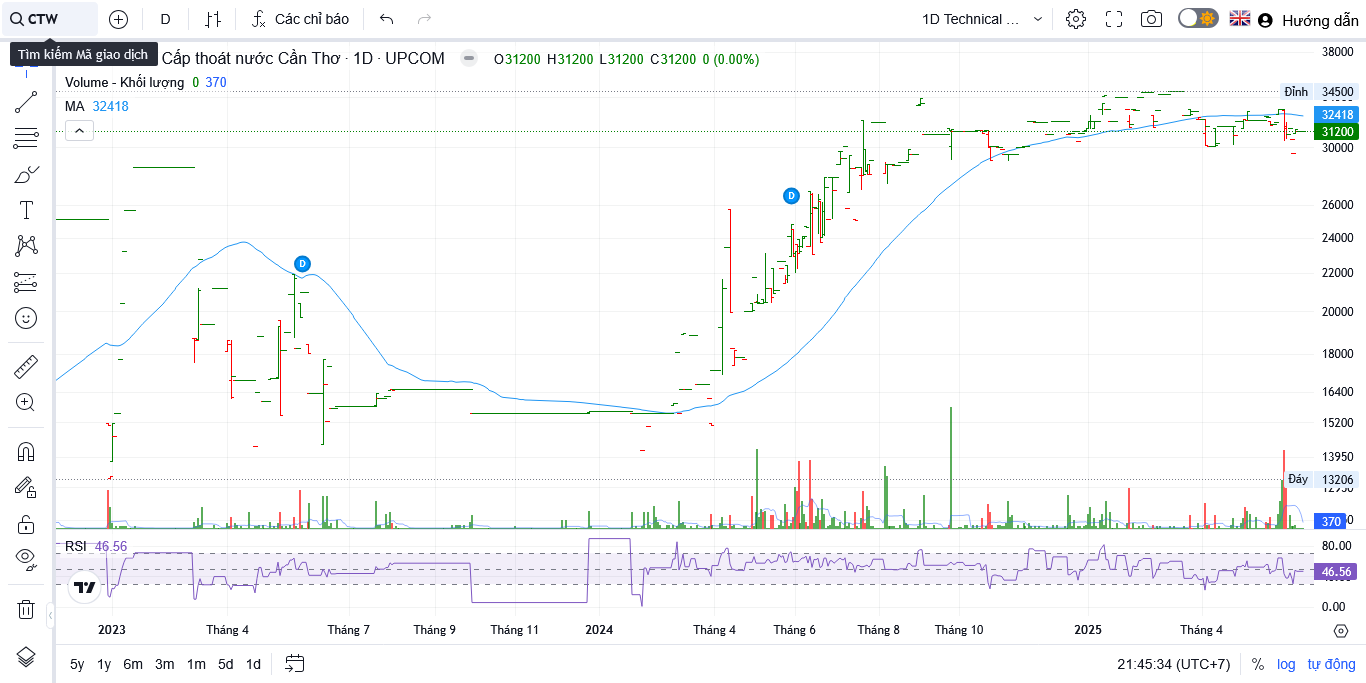 CTW
D
Các chỉ báo
1D Technical ...
Hướng dẫn
Tìm kiếm Mã giao dịch
Cấp thoát nước Cần Thơ · 1D · UPCOM
O31200 H31200 L31200 C31200 0 (0.00%)
Volume - Khối lượng 0 370
MA 32418
38000
Đỉnh 34500
32418
31200
30000
D
26000
24000
D
22000
20000
18000
16400
15200
13950
Đáy 13206
12750
370
RSI 46.56
80.00
46.56
0.00
2023 Tháng 4 Tháng 7 Tháng 9 Tháng 11 2024 Tháng 4 Tháng 6 Tháng 8 Tháng 10 2025 Tháng 4
5y 1y 6m 3m 1m 5d 1d
21:45:34 (UTC+7) % log tự động